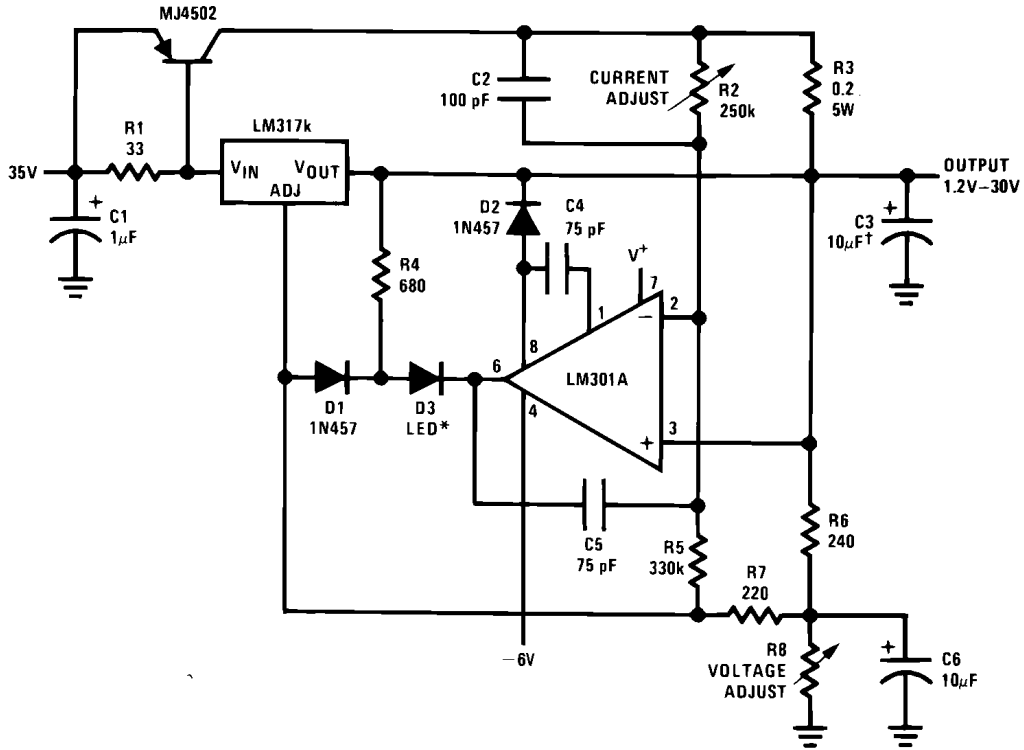 MJ4502
C2
100 pF
CURRENT
ADJUST
R2
250k
R3
0.2
5W
R1
33
LM317k
35V
VIN
VOUT
ADJ
OUTPUT
1.2V–30V
C1
1μF
+
D2
1N457
C4
75 pF
V+
+
C3
10μF†
R4
680
7
1
2
−
8
6
LM301A
D1
1N457
D3
LED*
4
3
+
C5
75 pF
R5
330k
R6
240
R7
220
−6V
R8
VOLTAGE
ADJUST
+
C6
10μF